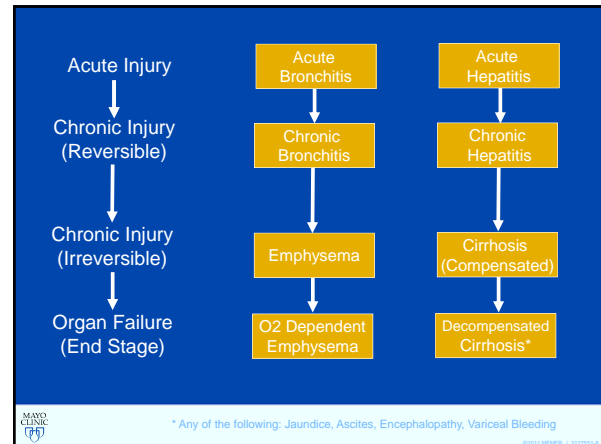 Acute Injury
Chronic Injury
(Reversible)
Chronic Injury
(Irreversible)
Organ Failure
(End Stage)
Acute
Bronchitis
Chronic
Bronchitis
Emphysema
O2 Dependent
Emphysema
Acute
Hepatitis
Chronic
Hepatitis
Cirrhosis
(Compensated)
Decompensated
Cirrhosis*
MAYO
CLINIC
* Any of the following: Jaundice, Ascites, Encephalopathy, Variceal Bleeding